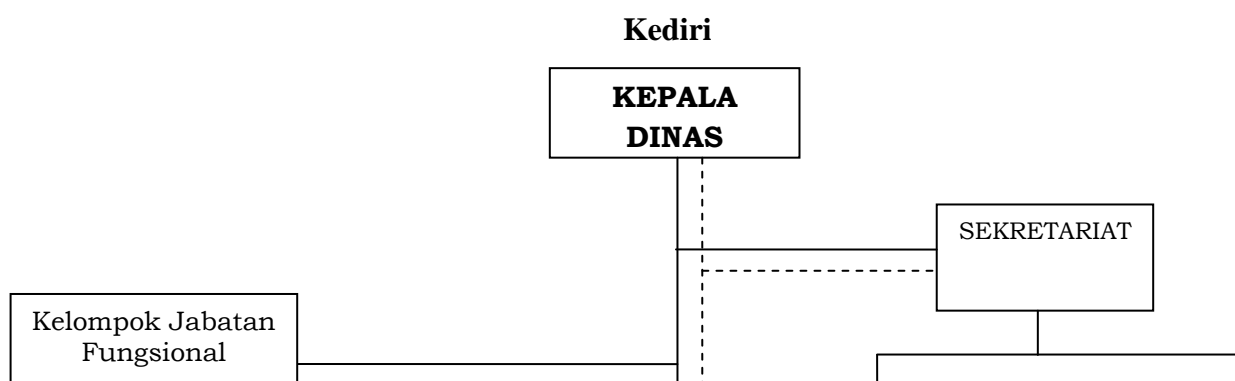 Kediri
KEPALA
DINAS
SEKRETARIAT
Kelompok Jabatan
Fungsional